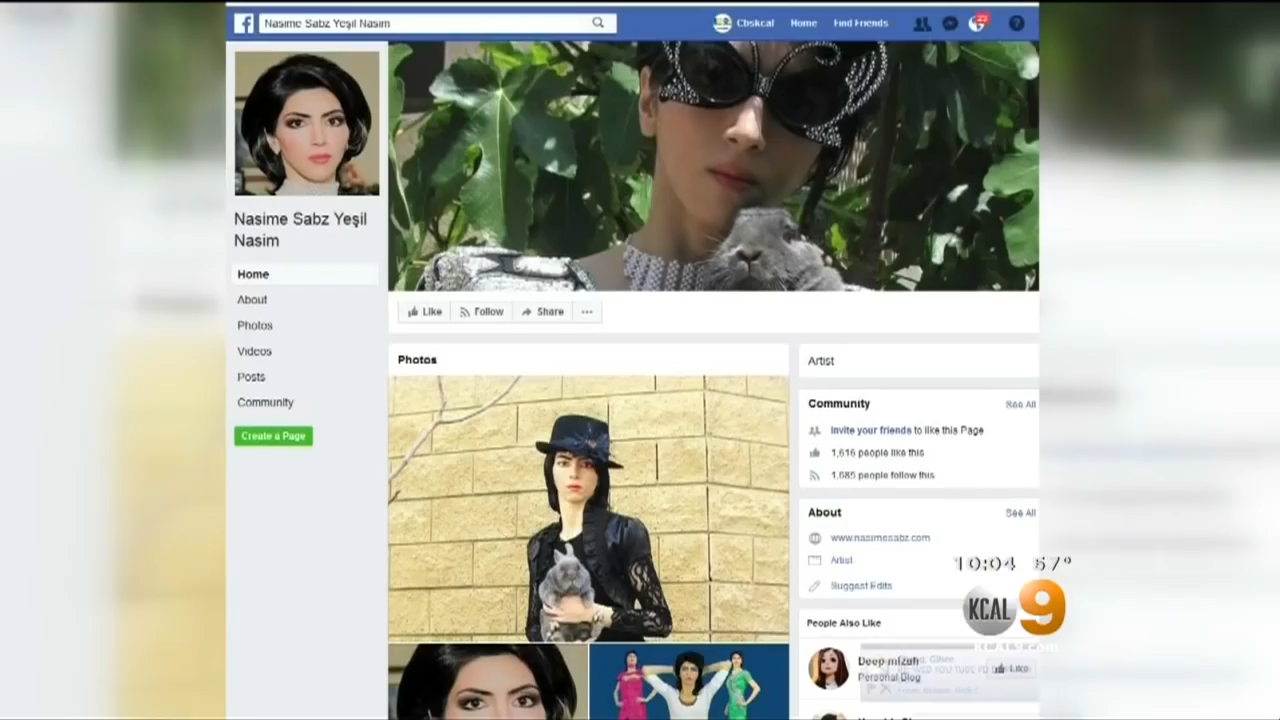 Nasime Sabz Yeşil Nasim
Cbskcal
Home
Find Friends
23
Nasime Sabz Yeşil
Nasim
Home
About
Photos
Videos
Posts
Community
Create a Page
Like
Follow
Share
Photos
Artist
Community
See All
Invite your friends to like this Page
1,616 people like this
1,685 people follow this
About
See All
www.nasimesabz.com
Artist
Suggest Edits
People Also Like
Personal Blog
Like
10:04 57°
KCAL 9
KCAL9.com